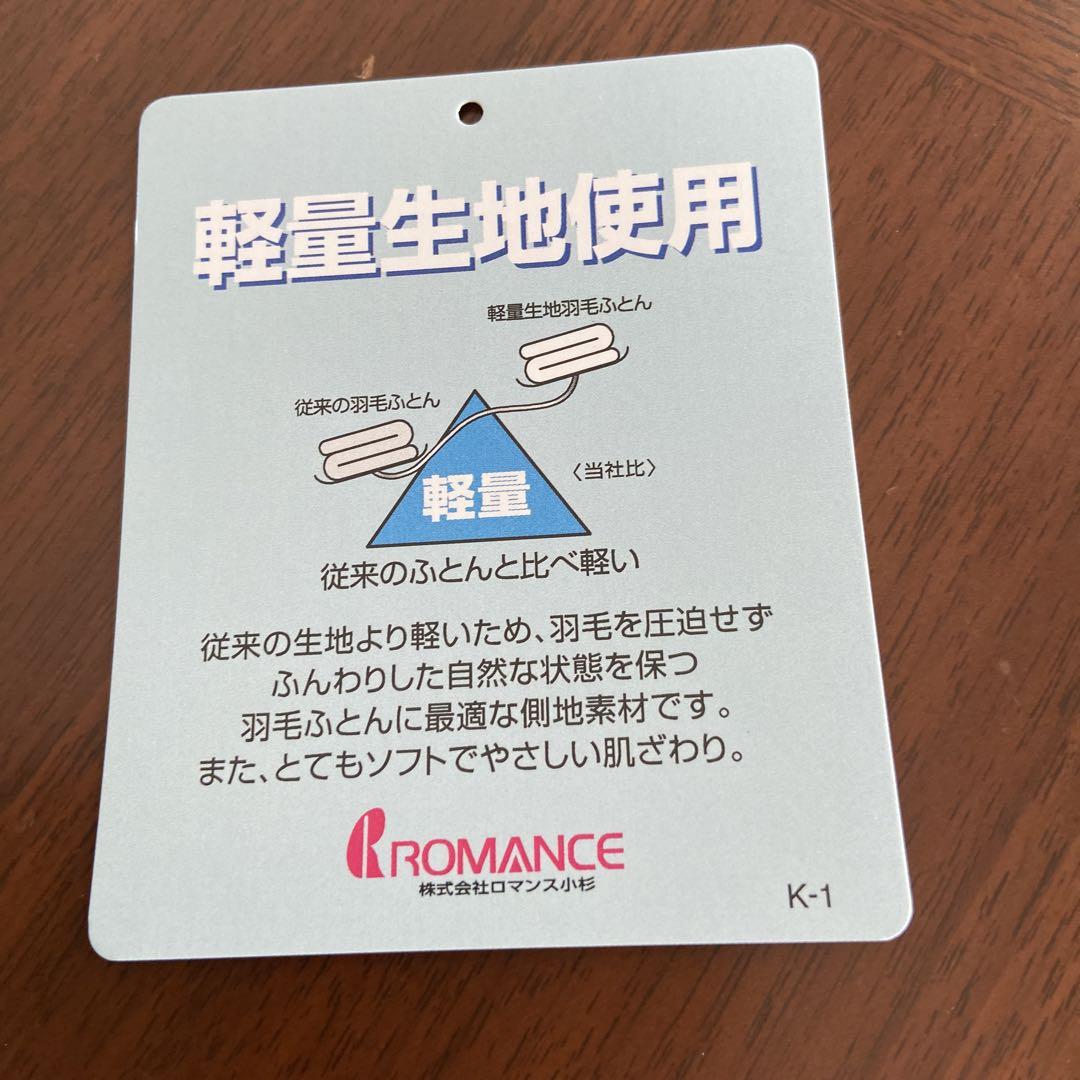 軽量生地使用
軽量生地羽毛ふとん
従来の羽毛ふとん
軽量
〈当社比〉
従来のふとんと比べ軽い
従来の生地より軽いため、羽毛を圧迫せず
ふんわりした自然な状態を保つ
羽毛ふとんに最適な側地素材です。
また、とてもソフトでやさしい肌ざわり。
ROMANCE
株式会社ロマンス小杉
K-1